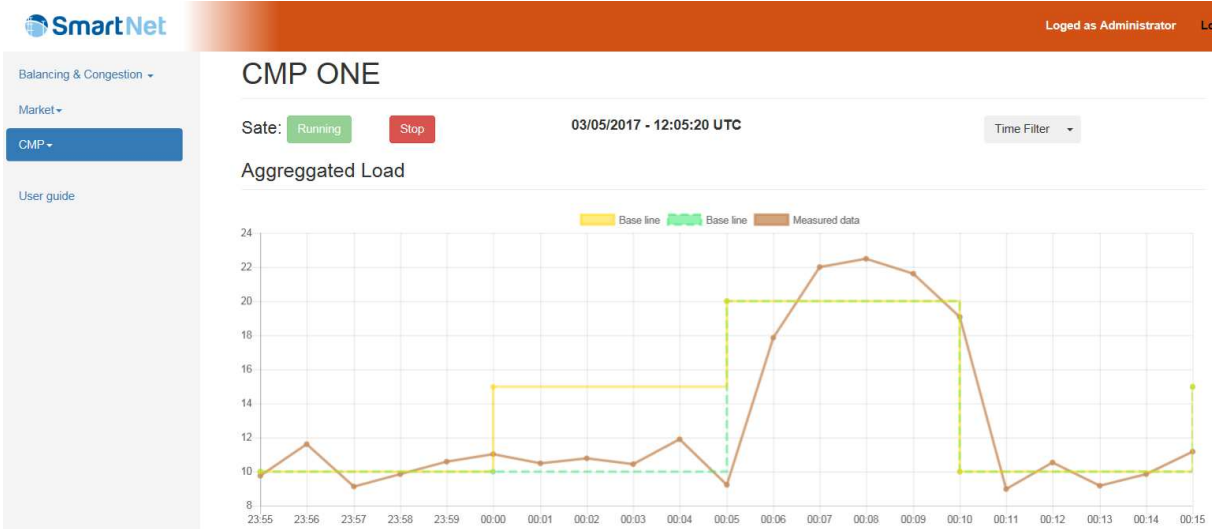 SmartNet
Loged as Administrator
Balancing & Congestion
Market
CMP
User guide
CMP ONE
Sate: Running Stop 03/05/2017 - 12:05:20 UTC Time Filter
Aggreggated Load
Base line Base line Measured data
24
22
20
18
16
14
12
10
8
23:55 23:56 23:57 23:58 23:59 00:00 00:01 00:02 00:03 00:04 00:05 00:06 00:07 00:08 00:09 00:10 00:11 00:12 00:13 00:14 00:15